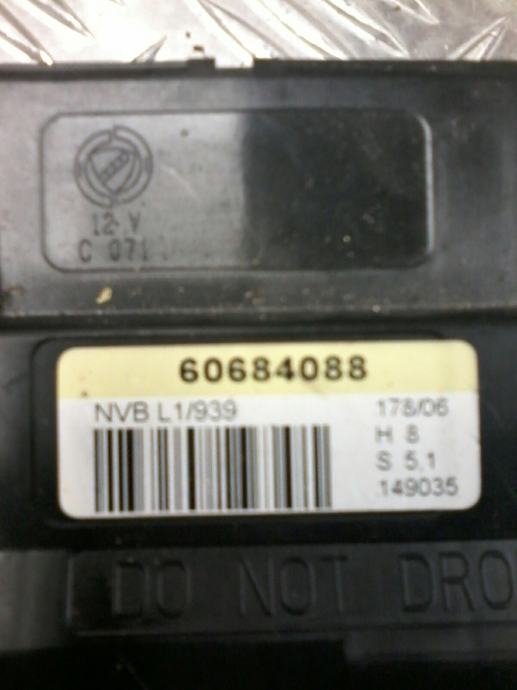 12 V
C 071
60684088
NVB L1/939
178/06
H 8
S 5.1
149035
DO NOT DRO